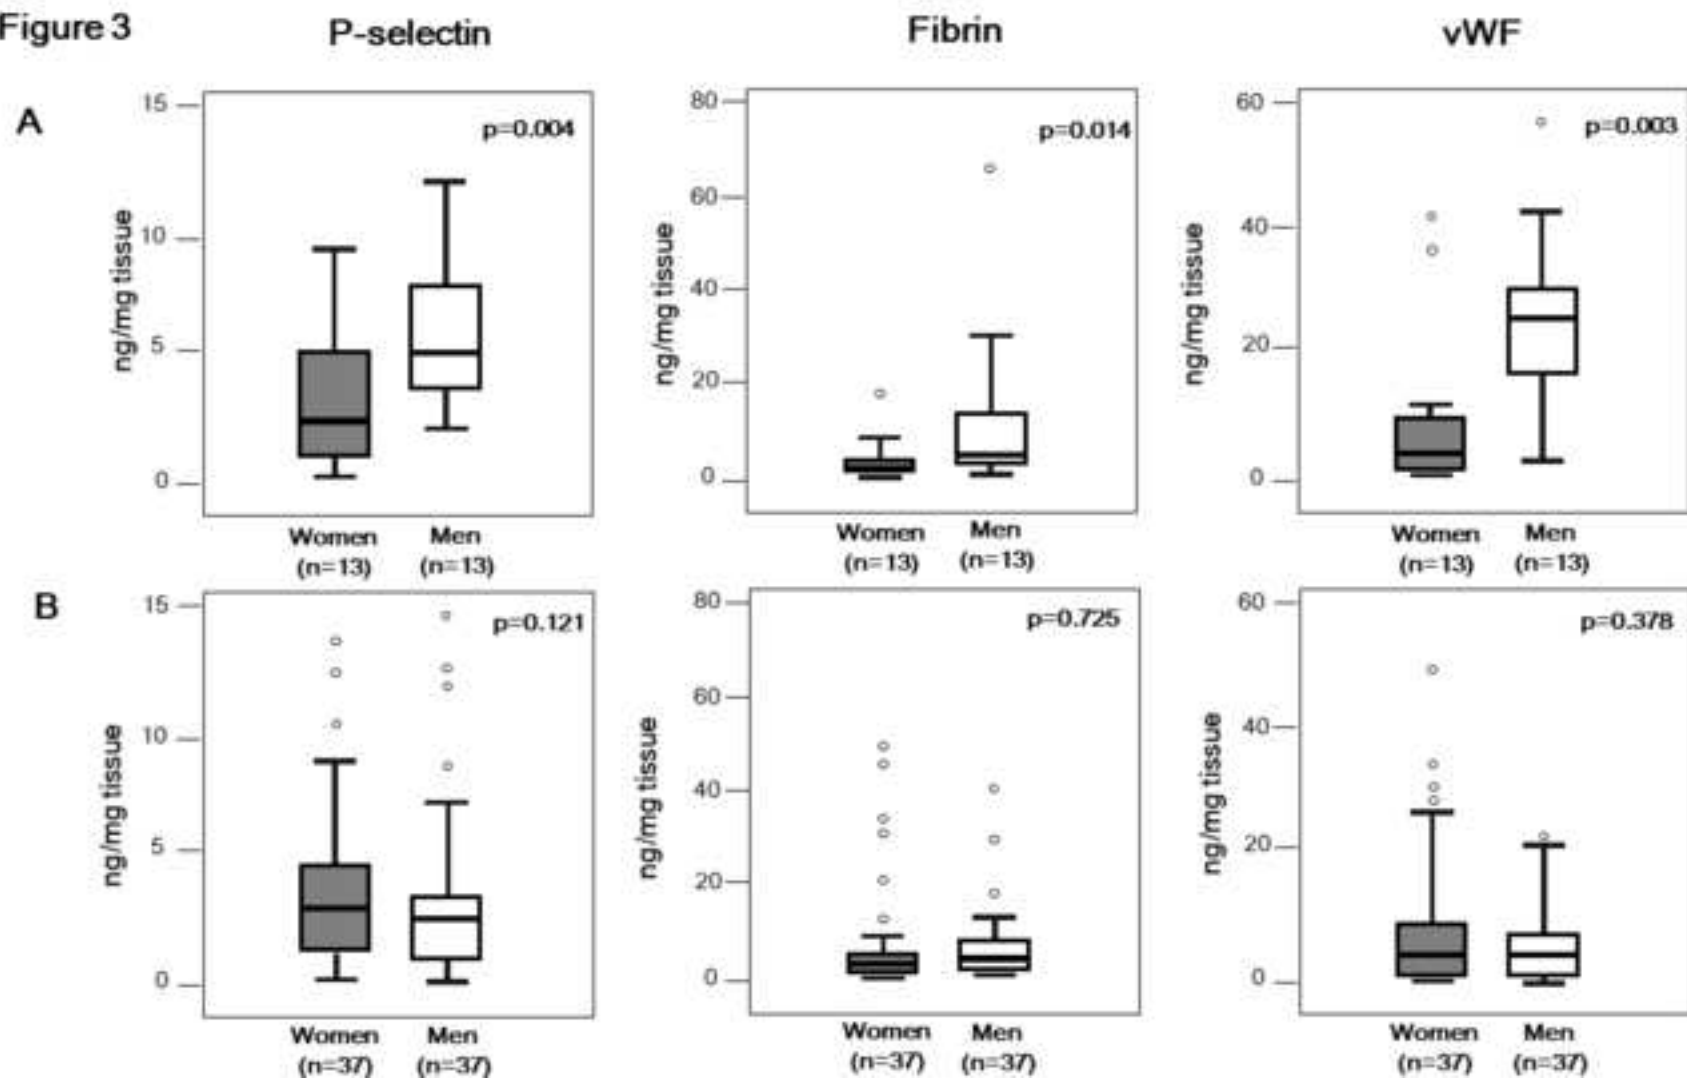 Figure 3
P-selectin
Fibrin
vWF
A
15
10
5
0
ng/mg tissue
p=0.004
Women
(n=13)
Men
(n=13)
80
60
40
20
0
ng/mg tissue
p=0.014
Women
(n=13)
Men
(n=13)
60
40
20
0
ng/mg tissue
p=0.003
Women
(n=13)
Men
(n=13)
B
15
10
5
0
ng/mg tissue
p=0.121
Women
(n=37)
Men
(n=37)
80
60
40
20
0
ng/mg tissue
p=0.725
Women
(n=37)
Men
(n=37)
60
40
20
0
ng/mg tissue
p=0.378
Women
(n=37)
Men
(n=37)